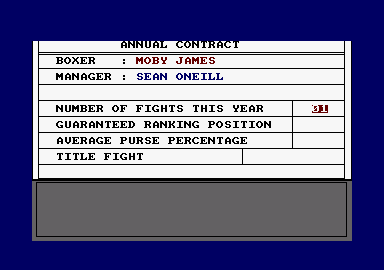 ANNUAL CONTRACT
BOXER : MOBY JAMES
MANAGER : SEAN ONEILL
NUMBER OF FIGHTS THIS YEAR 01
GUARANTEED RANKING POSITION
AVERAGE PURSE PERCENTAGE
TITLE FIGHT